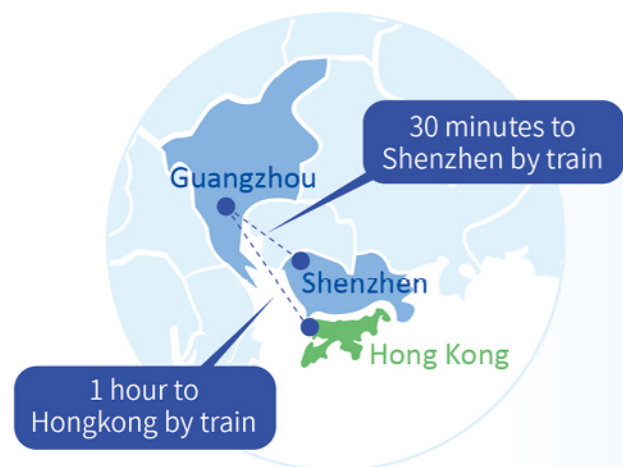 30 minutes to
Shenzhen by train
Guangzhou
Shenzhen
Hong Kong
1 hour to
Hongkong by train